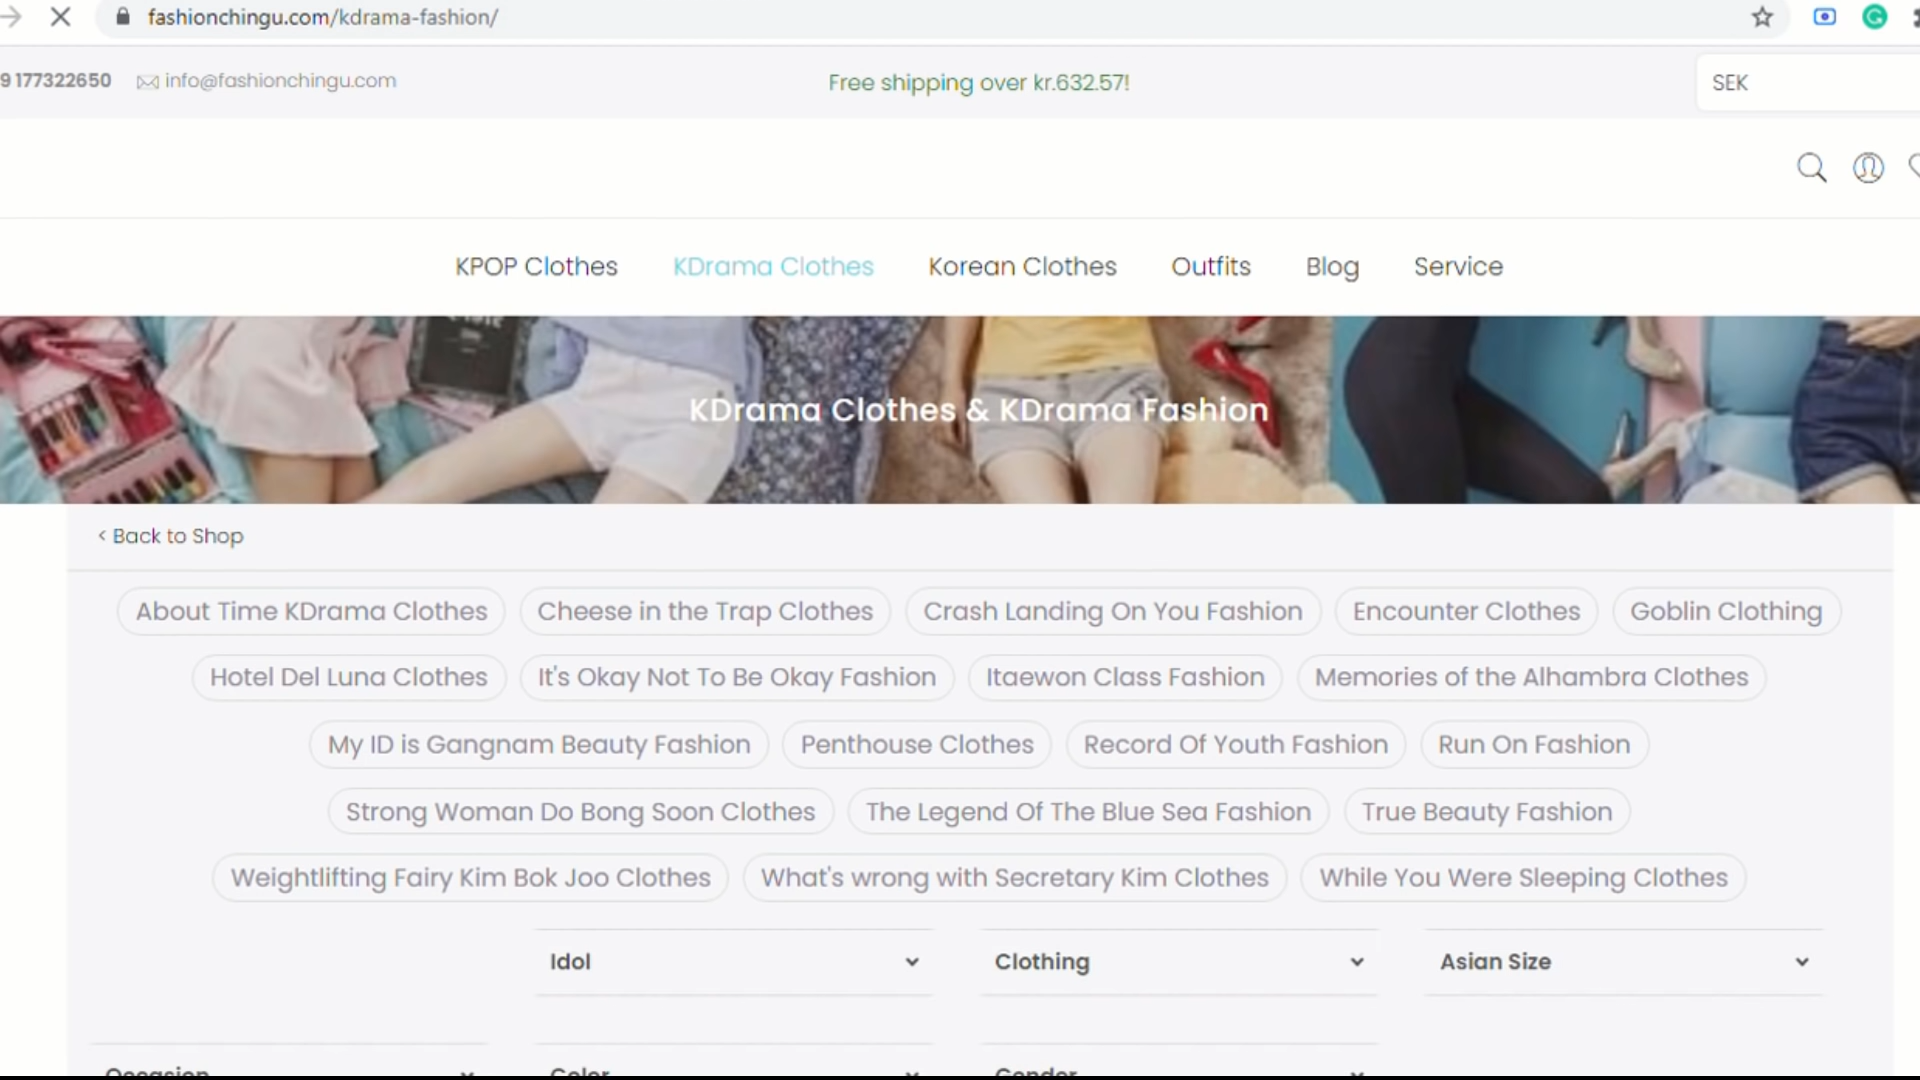 fashionchingu.com/kdrama-fashion/
9177322650 info@fashionchingu.com Free shipping over kr.632.57! SEK
KPOP Clothes KDrama Clothes Korean Clothes Outfits Blog Service
KDrama Clothes & KDrama Fashion
< Back to Shop
About Time KDrama Clothes Cheese in the Trap Clothes Crash Landing On You Fashion Encounter Clothes Goblin Clothing
Hotel Del Luna Clothes It's Okay Not To Be Okay Fashion Itaewon Class Fashion Memories of the Alhambra Clothes
My ID is Gangnam Beauty Fashion Penthouse Clothes Record Of Youth Fashion Run On Fashion
Strong Woman Do Bong Soon Clothes The Legend Of The Blue Sea Fashion True Beauty Fashion
Weightlifting Fairy Kim Bok Joo Clothes What's wrong with Secretary Kim Clothes While You Were Sleeping Clothes
Idol Clothing Asian Size
Occasion Color Gender